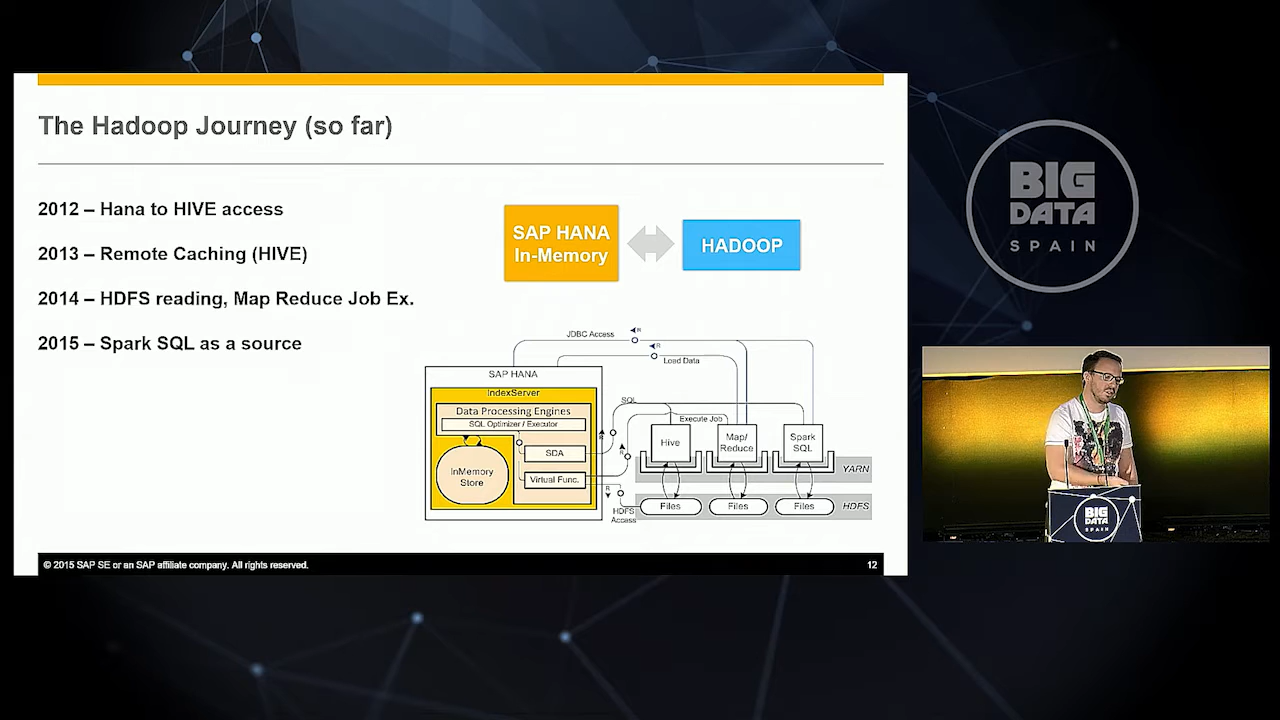 The Hadoop Journey (so far)
2012 – Hana to HIVE access
2013 – Remote Caching (HIVE)
2014 – HDFS reading, Map Reduce Job Ex.
2015 – Spark SQL as a source
SAP HANA
In-Memory
HADOOP
JDBC Access
R
R
Load Data
SAP HANA
IndexServer
Data Processing Engines
SQL Optimizer / Executor
SDA
InMemory
Store
Virtual Func.
SQL
Execute Job
R
R
R
Hive
Map/
Reduce
Spark
SQL
YARN
Files
Files
Files
HDFS
HDFS
Access
© 2015 SAP SE or an SAP affiliate company. All rights reserved.
12
BIG
DATA
SPAIN
BIG
DATA
SPAIN